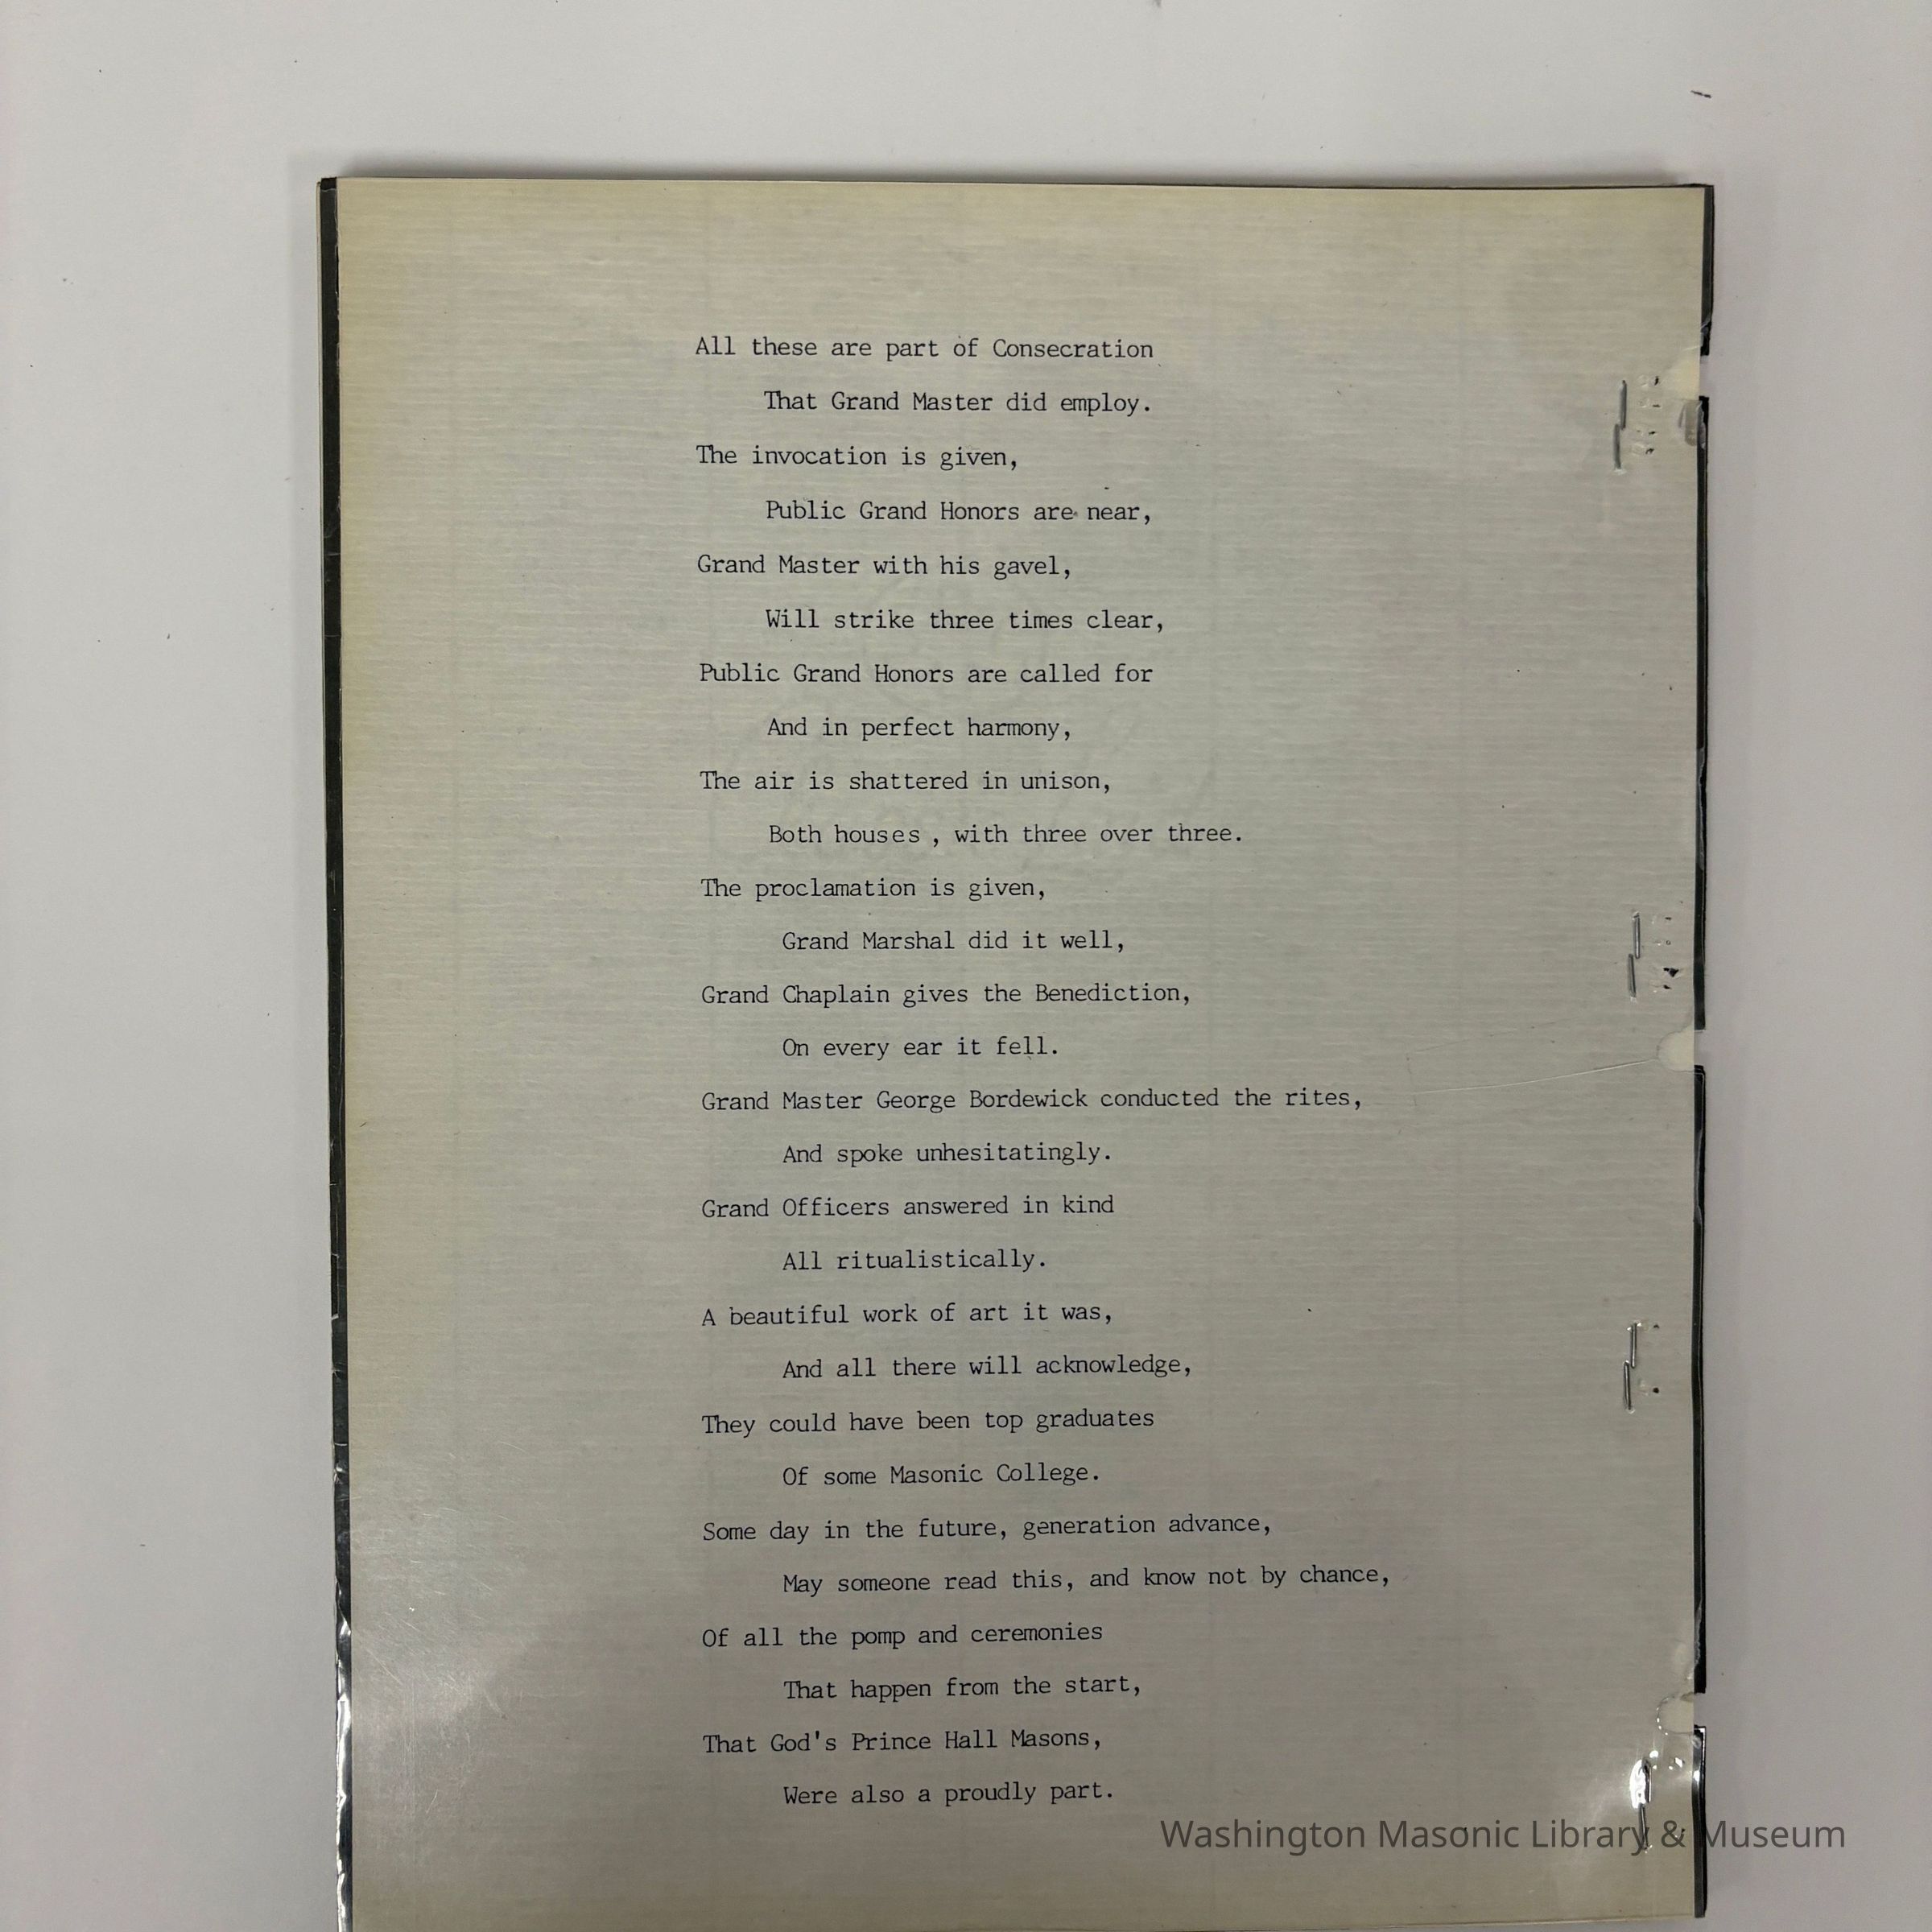 All these are part of Consecration
That Grand Master did employ.
The invocation is given,
Public Grand Honors are near,
Grand Master with his gavel,
Will strike three times clear,
Public Grand Honors are called for
And in perfect harmony,
The air is shattered in unison,
Both houses , with three over three.
The proclamation is given,
Grand Marshal did it well,
Grand Chaplain gives the Benediction,
On every ear it fell.
Grand Master George Bordewick conducted the rites,
And spoke unhesitatingly.
Grand Officers answered in kind
All ritualistically.
A beautiful work of art it was,
And all there will acknowledge,
They could have been top graduates
Of some Masonic College.
Some day in the future, generation advance,
May someone read this, and know not by chance,
Of all the pomp and ceremonies
That happen from the start,
That God's Prince Hall Masons,
Were also a proudly part.
Washington Masonic Library & Museum